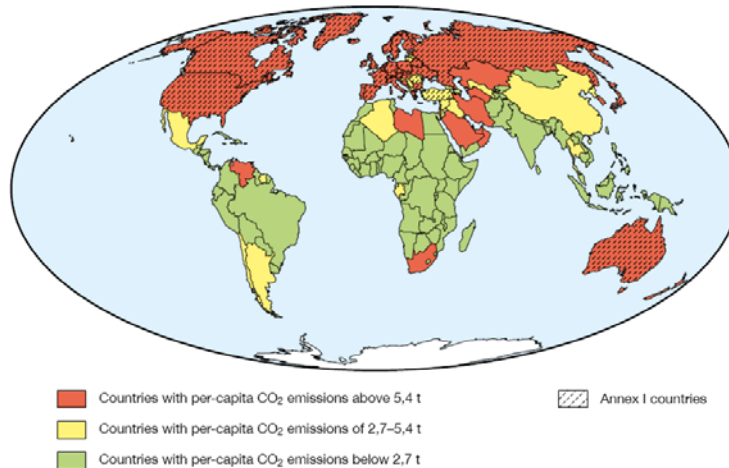 Countries with per-capita CO₂ emissions above 5,4 t
Annex I countries
Countries with per-capita CO₂ emissions of 2,7–5,4 t
Countries with per-capita CO₂ emissions below 2,7 t